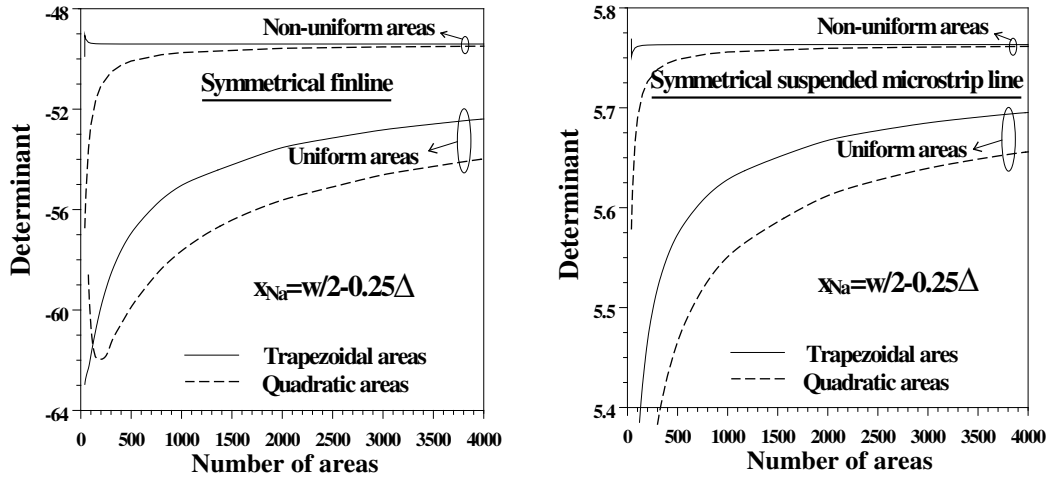 -48
-52
-56
-60
-64
Determinant
Non-uniform areas
Symmetrical finline
Uniform areas
xNa=w/2-0.25Δ
Trapezoidal areas
Quadratic areas
0 500 1000 1500 2000 2500 3000 3500 4000
Number of areas
5.8
5.7
5.6
5.5
5.4
Determinant
Non-uniform areas
Symmetrical suspended microstrip line
Uniform areas
xNa=w/2-0.25Δ
Trapezoidal ares
Quadratic areas
0 500 1000 1500 2000 2500 3000 3500 4000
Number of areas